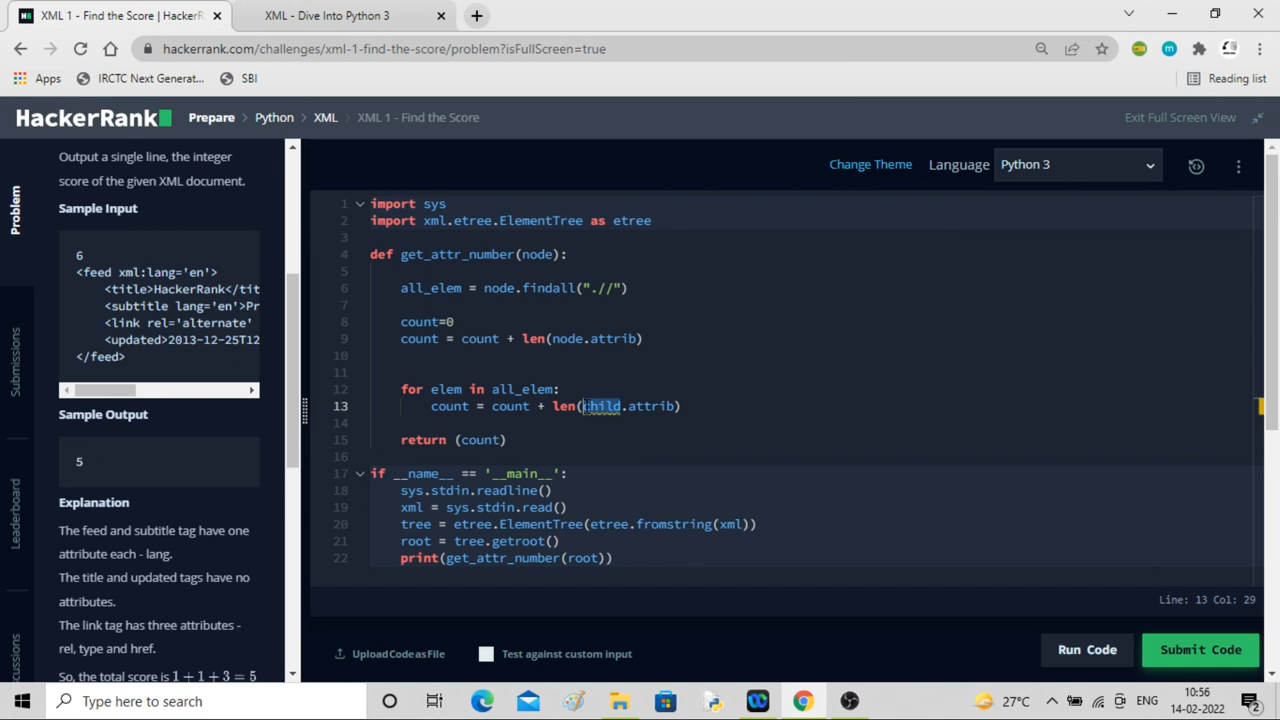 XML 1 - Find the Score | HackerR
XML - Dive Into Python 3
hackerrank.com/challenges/xml-1-find-the-score/problem?isFullScreen=true
Apps
IRCTC Next Generat...
SBI
Reading list
HackerRank
Prepare
Python
XML
XML 1 - Find the Score
Exit Full Screen View
Problem
Submissions
Leaderboard
Output a single line, the integer
score of the given XML document.
Sample Input
6
<feed xml:lang='en'>
<title>HackerRank</tit
<subtitle lang='en'>Pr
<link rel='alternate'
<updated>2013-12-25T12
</feed>
Sample Output
5
Explanation
The feed and subtitle tag have one
attribute each - lang.
The title and updated tags have no
attributes.
The link tag has three attributes -
rel, type and href.
So, the total score is 1 + 1 + 3 = 5
Change Theme
Language
Python 3
1 import sys
2 import xml.etree.ElementTree as etree
3
4 def get_attr_number(node):
5
6 all_elem = node.findall(".//")
7
8 count=0
9 count = count + len(node.attrib)
10
11
12 for elem in all_elem:
13 count = count + len(child.attrib)
14
15 return (count)
16
17 if __name__ == '__main__':
18 sys.stdin.readline()
19 xml = sys.stdin.read()
20 tree = etree.ElementTree(etree.fromstring(xml))
21 root = tree.getroot()
22 print(get_attr_number(root))
Line: 13 Col: 29
Upload Code as File
Test against custom input
Run Code
Submit Code
Type here to search
27°C
ENG
10:56
14-02-2022
2